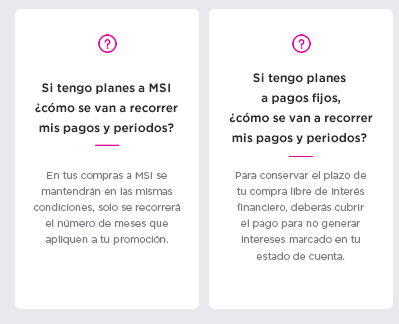 Si tengo planes a MSI
¿cómo se van a recorrer
mis pagos y periodos?
En tus compras a MSI se
mantendrán en las mismas
condiciones, solo se recorrerá
el número de meses que
apliquen a tu promoción.
Si tengo planes
a pagos fijos,
¿cómo se van a recorrer
mis pagos y periodos?
Para conservar el plazo de
tu compra libre de interés
financiero, deberás cubrir
el pago para no generar
intereses marcado en tu
estado de cuenta.